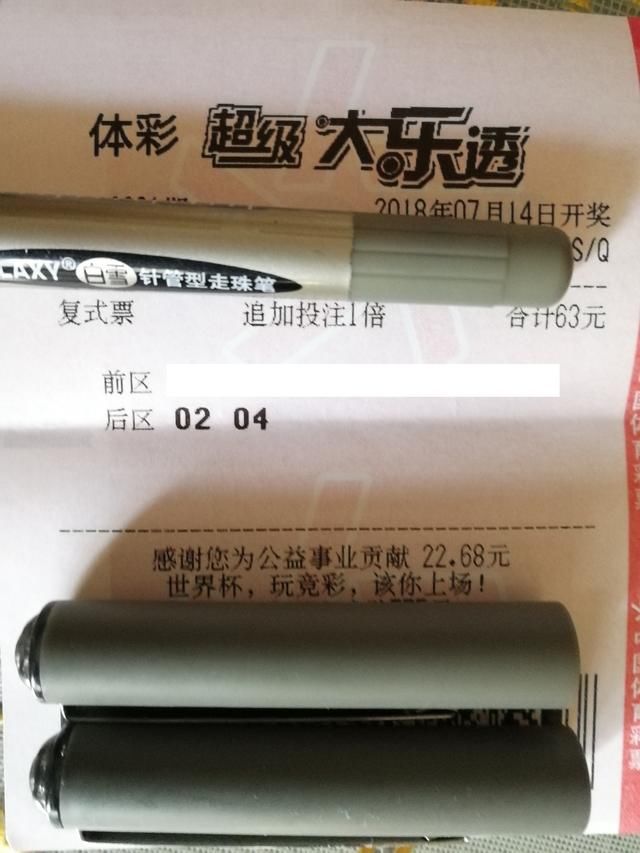 体彩 超级大乐透
2018年07月14日开奖
S/Q
LAXY® 白雪 针管型走珠笔
复式票 追加投注1倍 合计63元
前区
后区 02 04
感谢您为公益事业贡献 22.68元
世界杯，玩竞彩，该你上场！